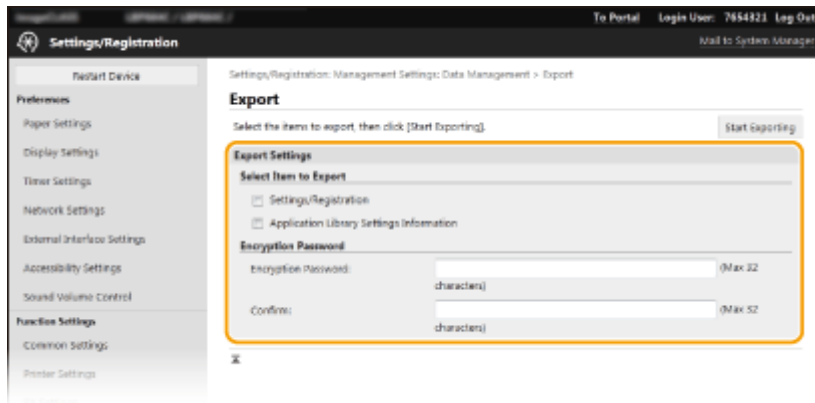 To Portal Login User: 7654321 Log Out
Settings/Registration
Mail to System Manager
Restart Device
Preferences
Paper Settings
Display Settings
Timer Settings
Network Settings
External Interface Settings
Accessibility Settings
Sound Volume Control
Function Settings
Common Settings
Printer Settings
Settings/Registration: Management Settings: Data Management > Export
Export
Select the items to export, then click [Start Exporting].
Start Exporting
Export Settings
Select Item to Export
Settings/Registration
Application Library Settings Information
Encryption Password
Encryption Password:
(Max 32
characters)
Confirm:
(Max 32
characters)